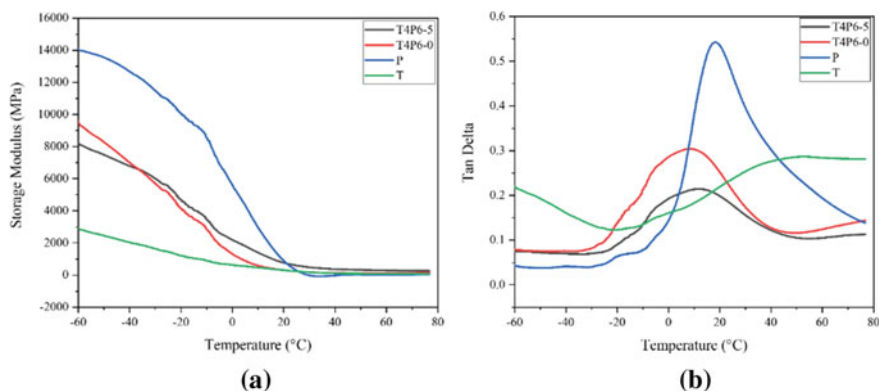 16000
14000
12000
10000
8000
6000
4000
2000
0
-2000
-60 -40 -20 0 20 40 60 80
Storage Modulus (MPa)
Temperature (°C)
T4P6-5
T4P6-0
P
T
(a)
0.6
0.5
0.4
0.3
0.2
0.1
0.0
-60 -40 -20 0 20 40 60 80
Tan Delta
Temperature (°C)
T4P6-5
T4P6-0
P
T
(b)